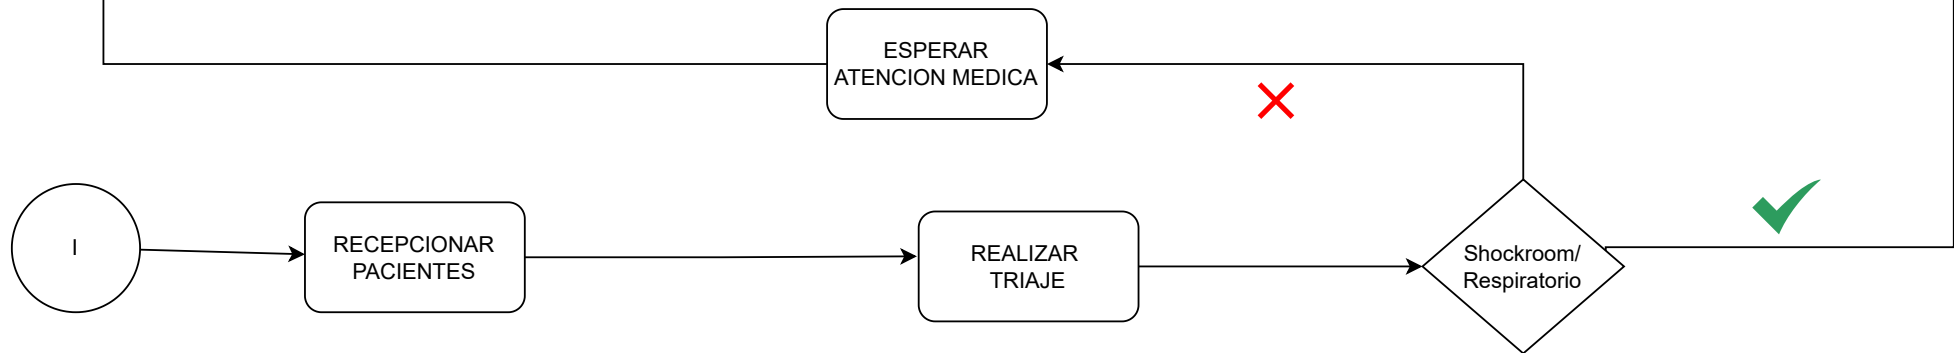 ESPERAR
ATENCION MEDICA
I
RECEPCIONAR
PACIENTES
REALIZAR
TRIAJE
Shockroom/
Respiratorio